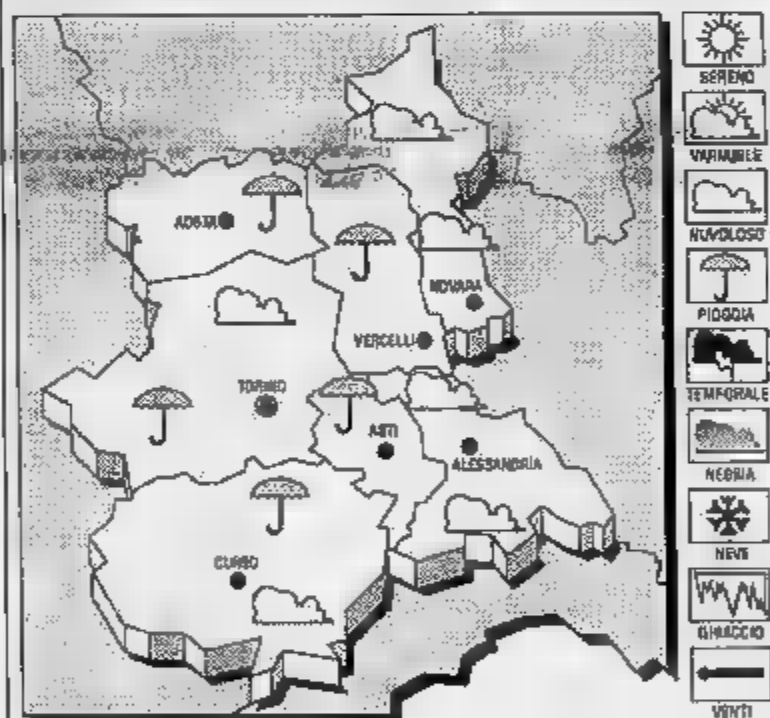 SERENO
VARIABILE
NUVOLOSO
PIOGGIA
TEMPORALE
NEBBIA
NEVE
GHIACCIO
VENTI
AOSTA
NOVARA
VERCELLI
TORINO
ASTI
ALESSANDRIA
CUNEO